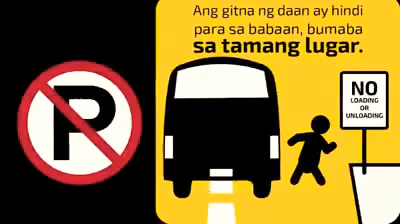 Ang gitna ng daan ay hindi
para sa babaan, bumaba
sa tamang lugar.
P
NO
LOADING
OR
UNLOADING